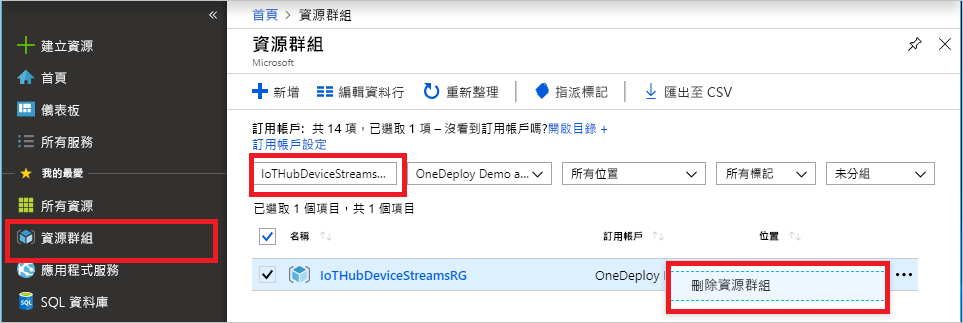 «
建立資源
首頁
儀表板
所有服務
我的最愛
所有資源
資源群組
應用程式服務
SQL 資料庫
首頁 > 資源群組
資源群組
Microsoft
新增 編輯資料行 重新整理 指派標記 匯出至 CSV
訂用帳戶: 共 14 項,已選取 1 項 – 沒看到訂用帳戶嗎?開啟目錄 +
訂用帳戶設定
IoTHubDeviceStreams... OneDeploy Demo a... 所有位置 所有標記 未分組
已選取 1 個項目,共 1 個項目
名稱 訂用帳戶 位置
IoTHubDeviceStreamsRG OneDeploy 刪除資源群組